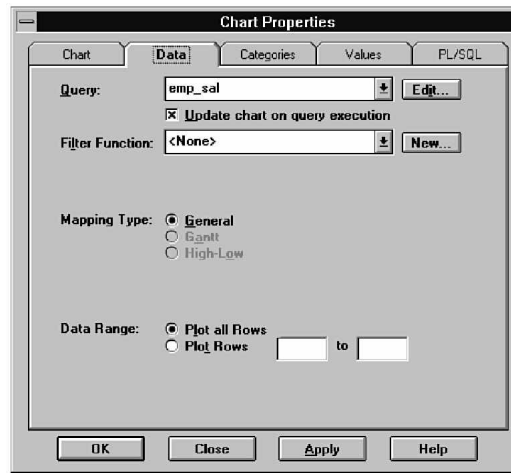 Chart Properties
Chart Data Categories Values PL/SQL
Query: emp_sal Edit...
Update chart on query execution
Filter Function: <None> New...
Mapping Type: General
Gantt
High-Low
Data Range: Plot all Rows
Plot Rows to
OK Close Apply Help